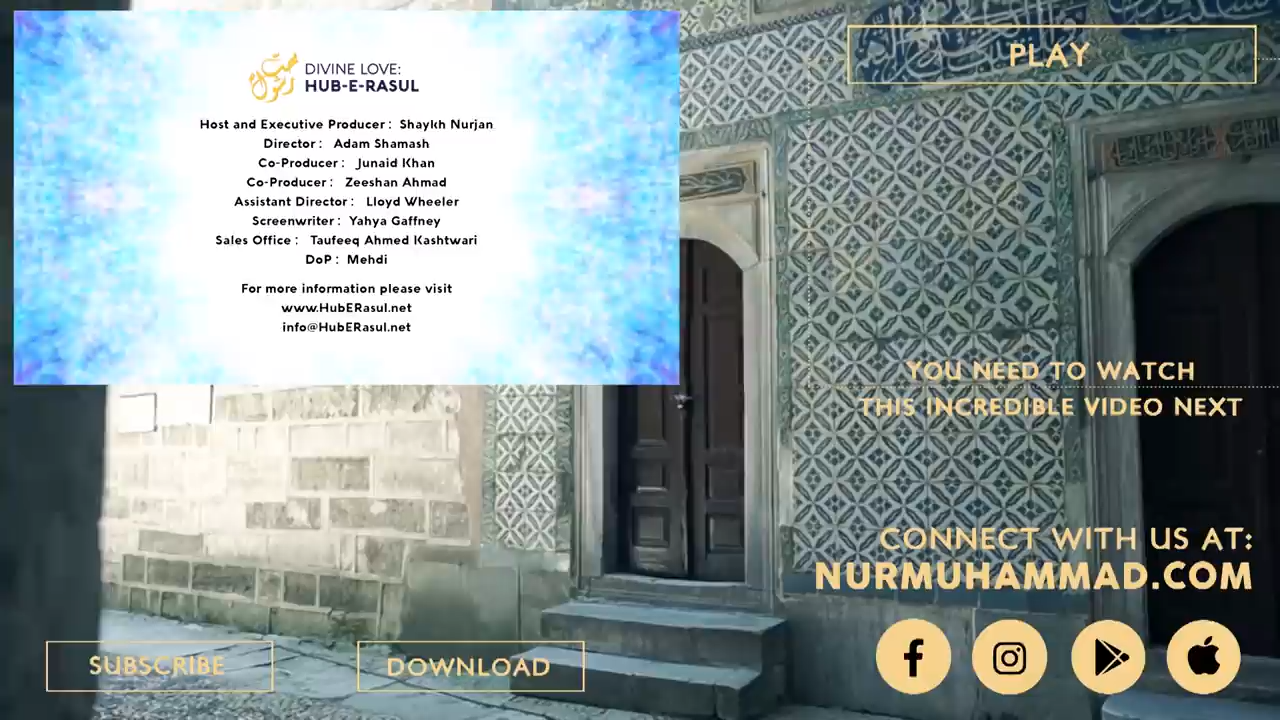 DIVINE LOVE:
HUB-E-RASUL
Host and Executive Producer : Shaykh Nurjan
Director : Adam Shamash
Co-Producer : Junaid Khan
Co-Producer : Zeeshan Ahmad
Assistant Director : Lloyd Wheeler
Screenwriter : Yahya Gaffney
Sales Office : Taufeeq Ahmed Kashtwari
DoP : Mehdi
For more information please visit
www.HubERasul.net
info@HubERasul.net
PLAY
YOU NEED TO WATCH
THIS INCREDIBLE VIDEO NEXT
CONNECT WITH US AT:
NURMUHAMMAD.COM
SUBSCRIBE
DOWNLOAD